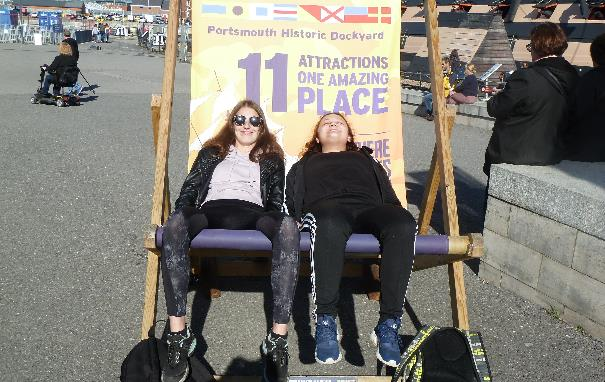 Portsmouth Historic Dockyard
11 ATTRACTIONS
ONE AMAZING
PLACE